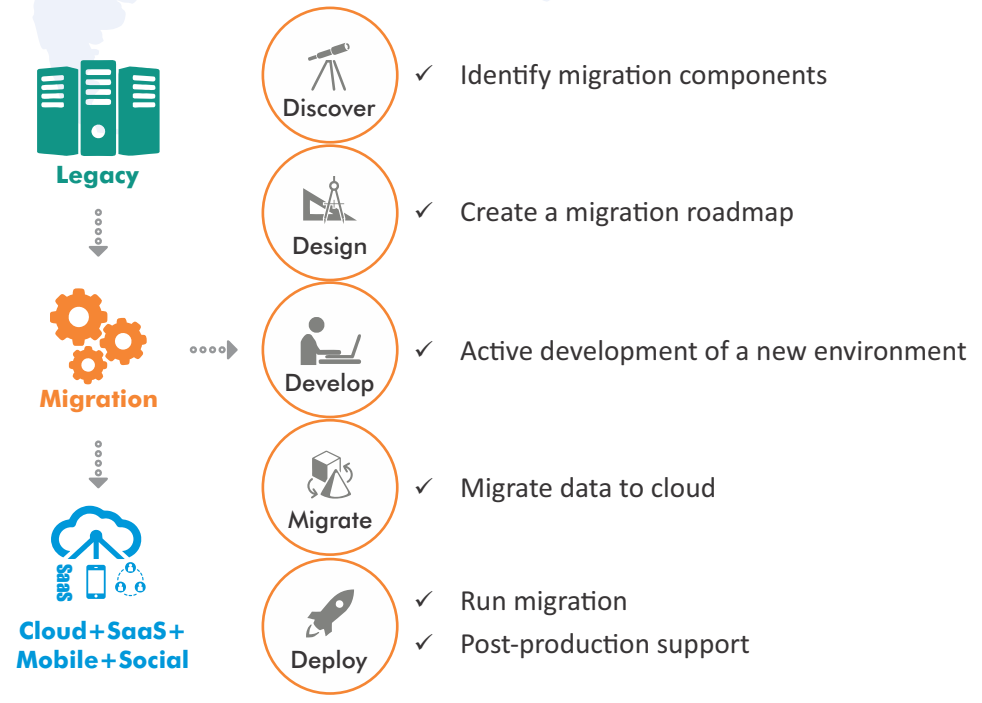 Legacy
Migration
SaaS
Cloud+SaaS+
Mobile+Social
Discover
✓ Identify migration components
Design
✓ Create a migration roadmap
Develop
✓ Active development of a new environment
Migrate
✓ Migrate data to cloud
Deploy
✓ Run migration
✓ Post-production support